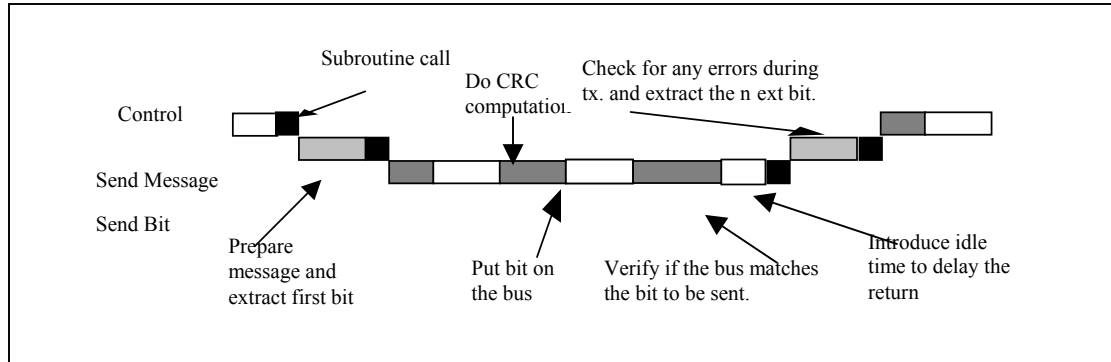 Subroutine call
Do CRC
computation.
Check for any errors during
tx. and extract the n ext bit.
Control
Send Message
Send Bit
Prepare
message and
extract first bit
Put bit on
the bus
Verify if the bus matches
the bit to be sent.
Introduce idle
time to delay the
return